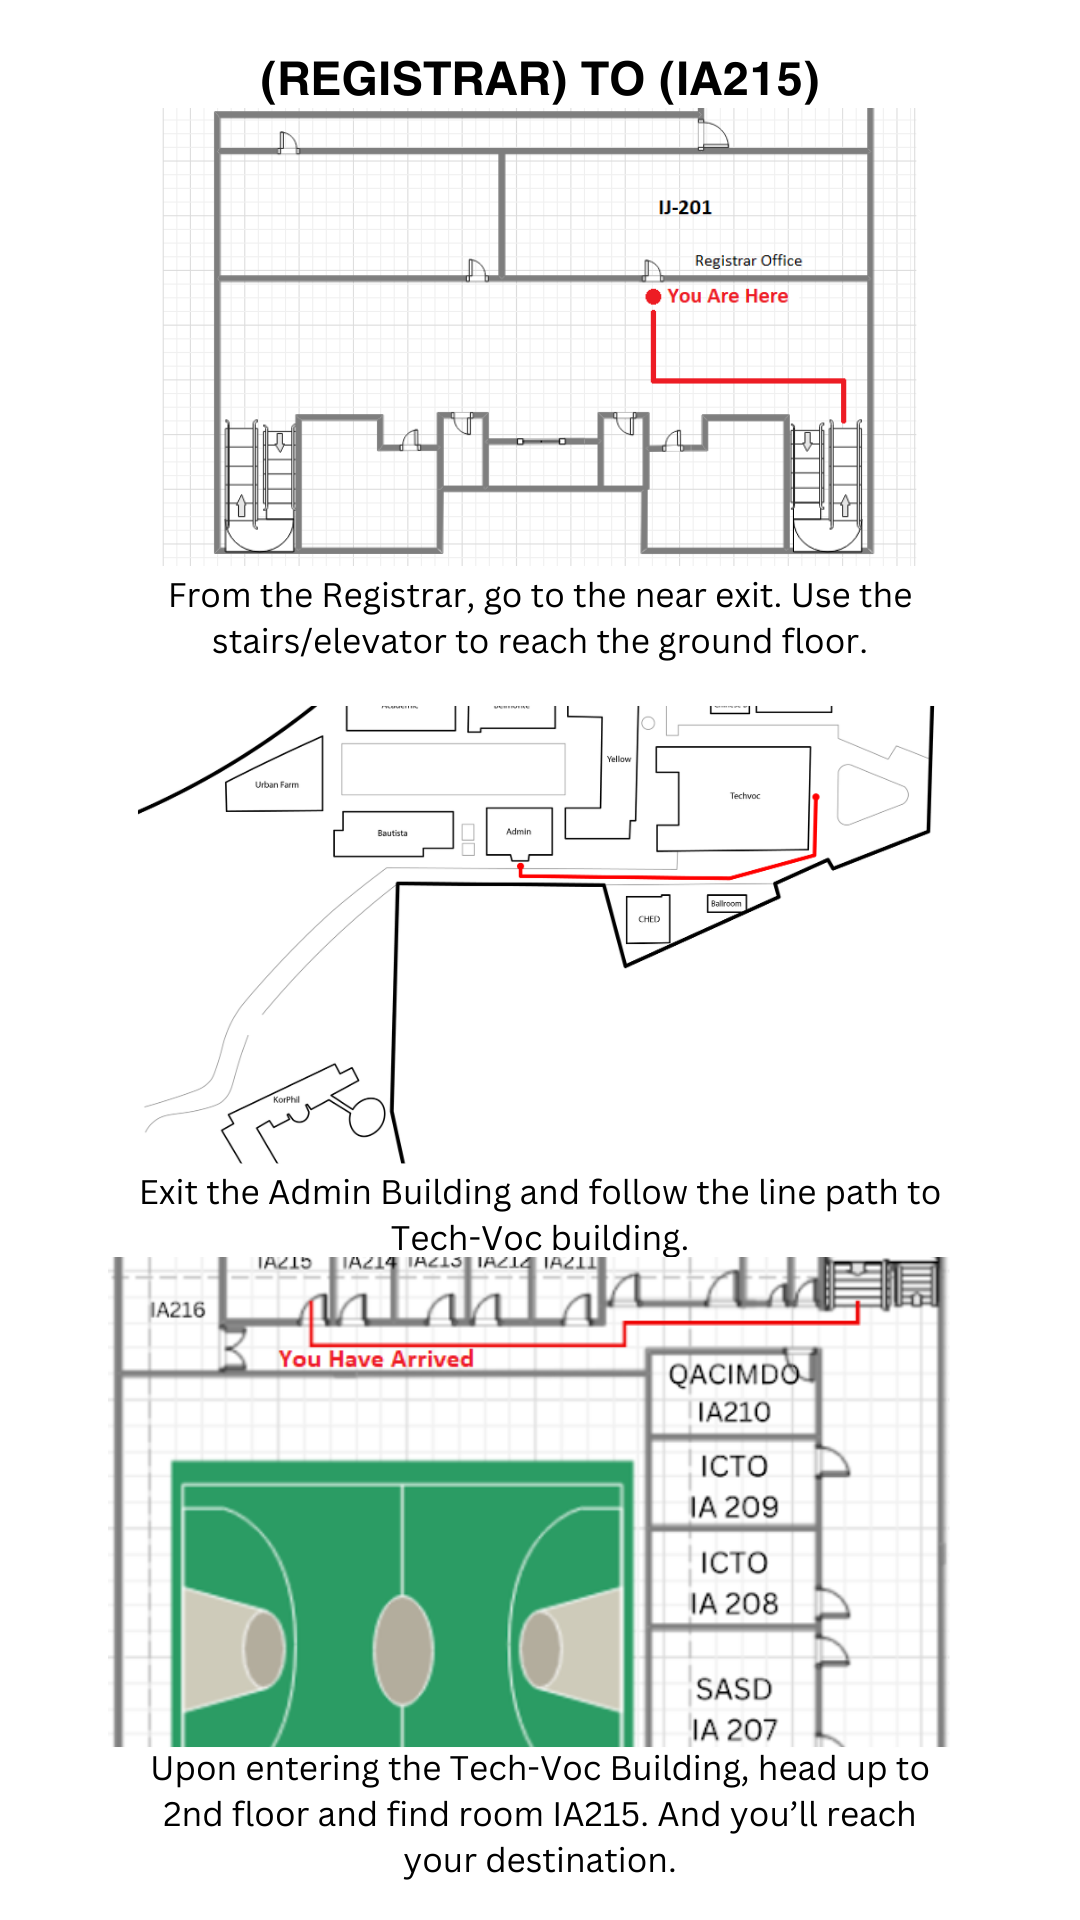 (REGISTRAR) TO (IA215)
IJ-201
Registrar Office
You Are Here
From the Registrar, go to the near exit. Use the
stairs/elevator to reach the ground floor.
Academic
Belmonte
Yellow
Urban Farm
Techvoc
Bautista
Admin
Ballroom
CHED
KorPhil
Exit the Admin Building and follow the line path to
Tech-Voc building.
IA215 IA214 IA213 IA212 IA211
IA216
You Have Arrived
QACIMDO
IA210
ICTO
IA 209
ICTO
IA 208
SASD
IA 207
Upon entering the Tech-Voc Building, head up to
2nd floor and find room IA215. And you’ll reach
your destination.